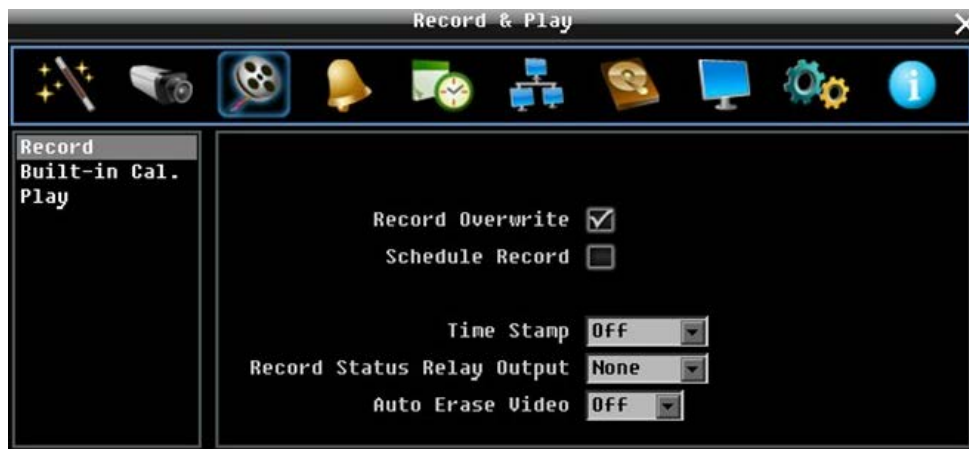 Record & Play
Record
Built-in Cal.
Play
Record Overwrite
Schedule Record
Time Stamp Off
Record Status Relay Output None
Auto Erase Video Off